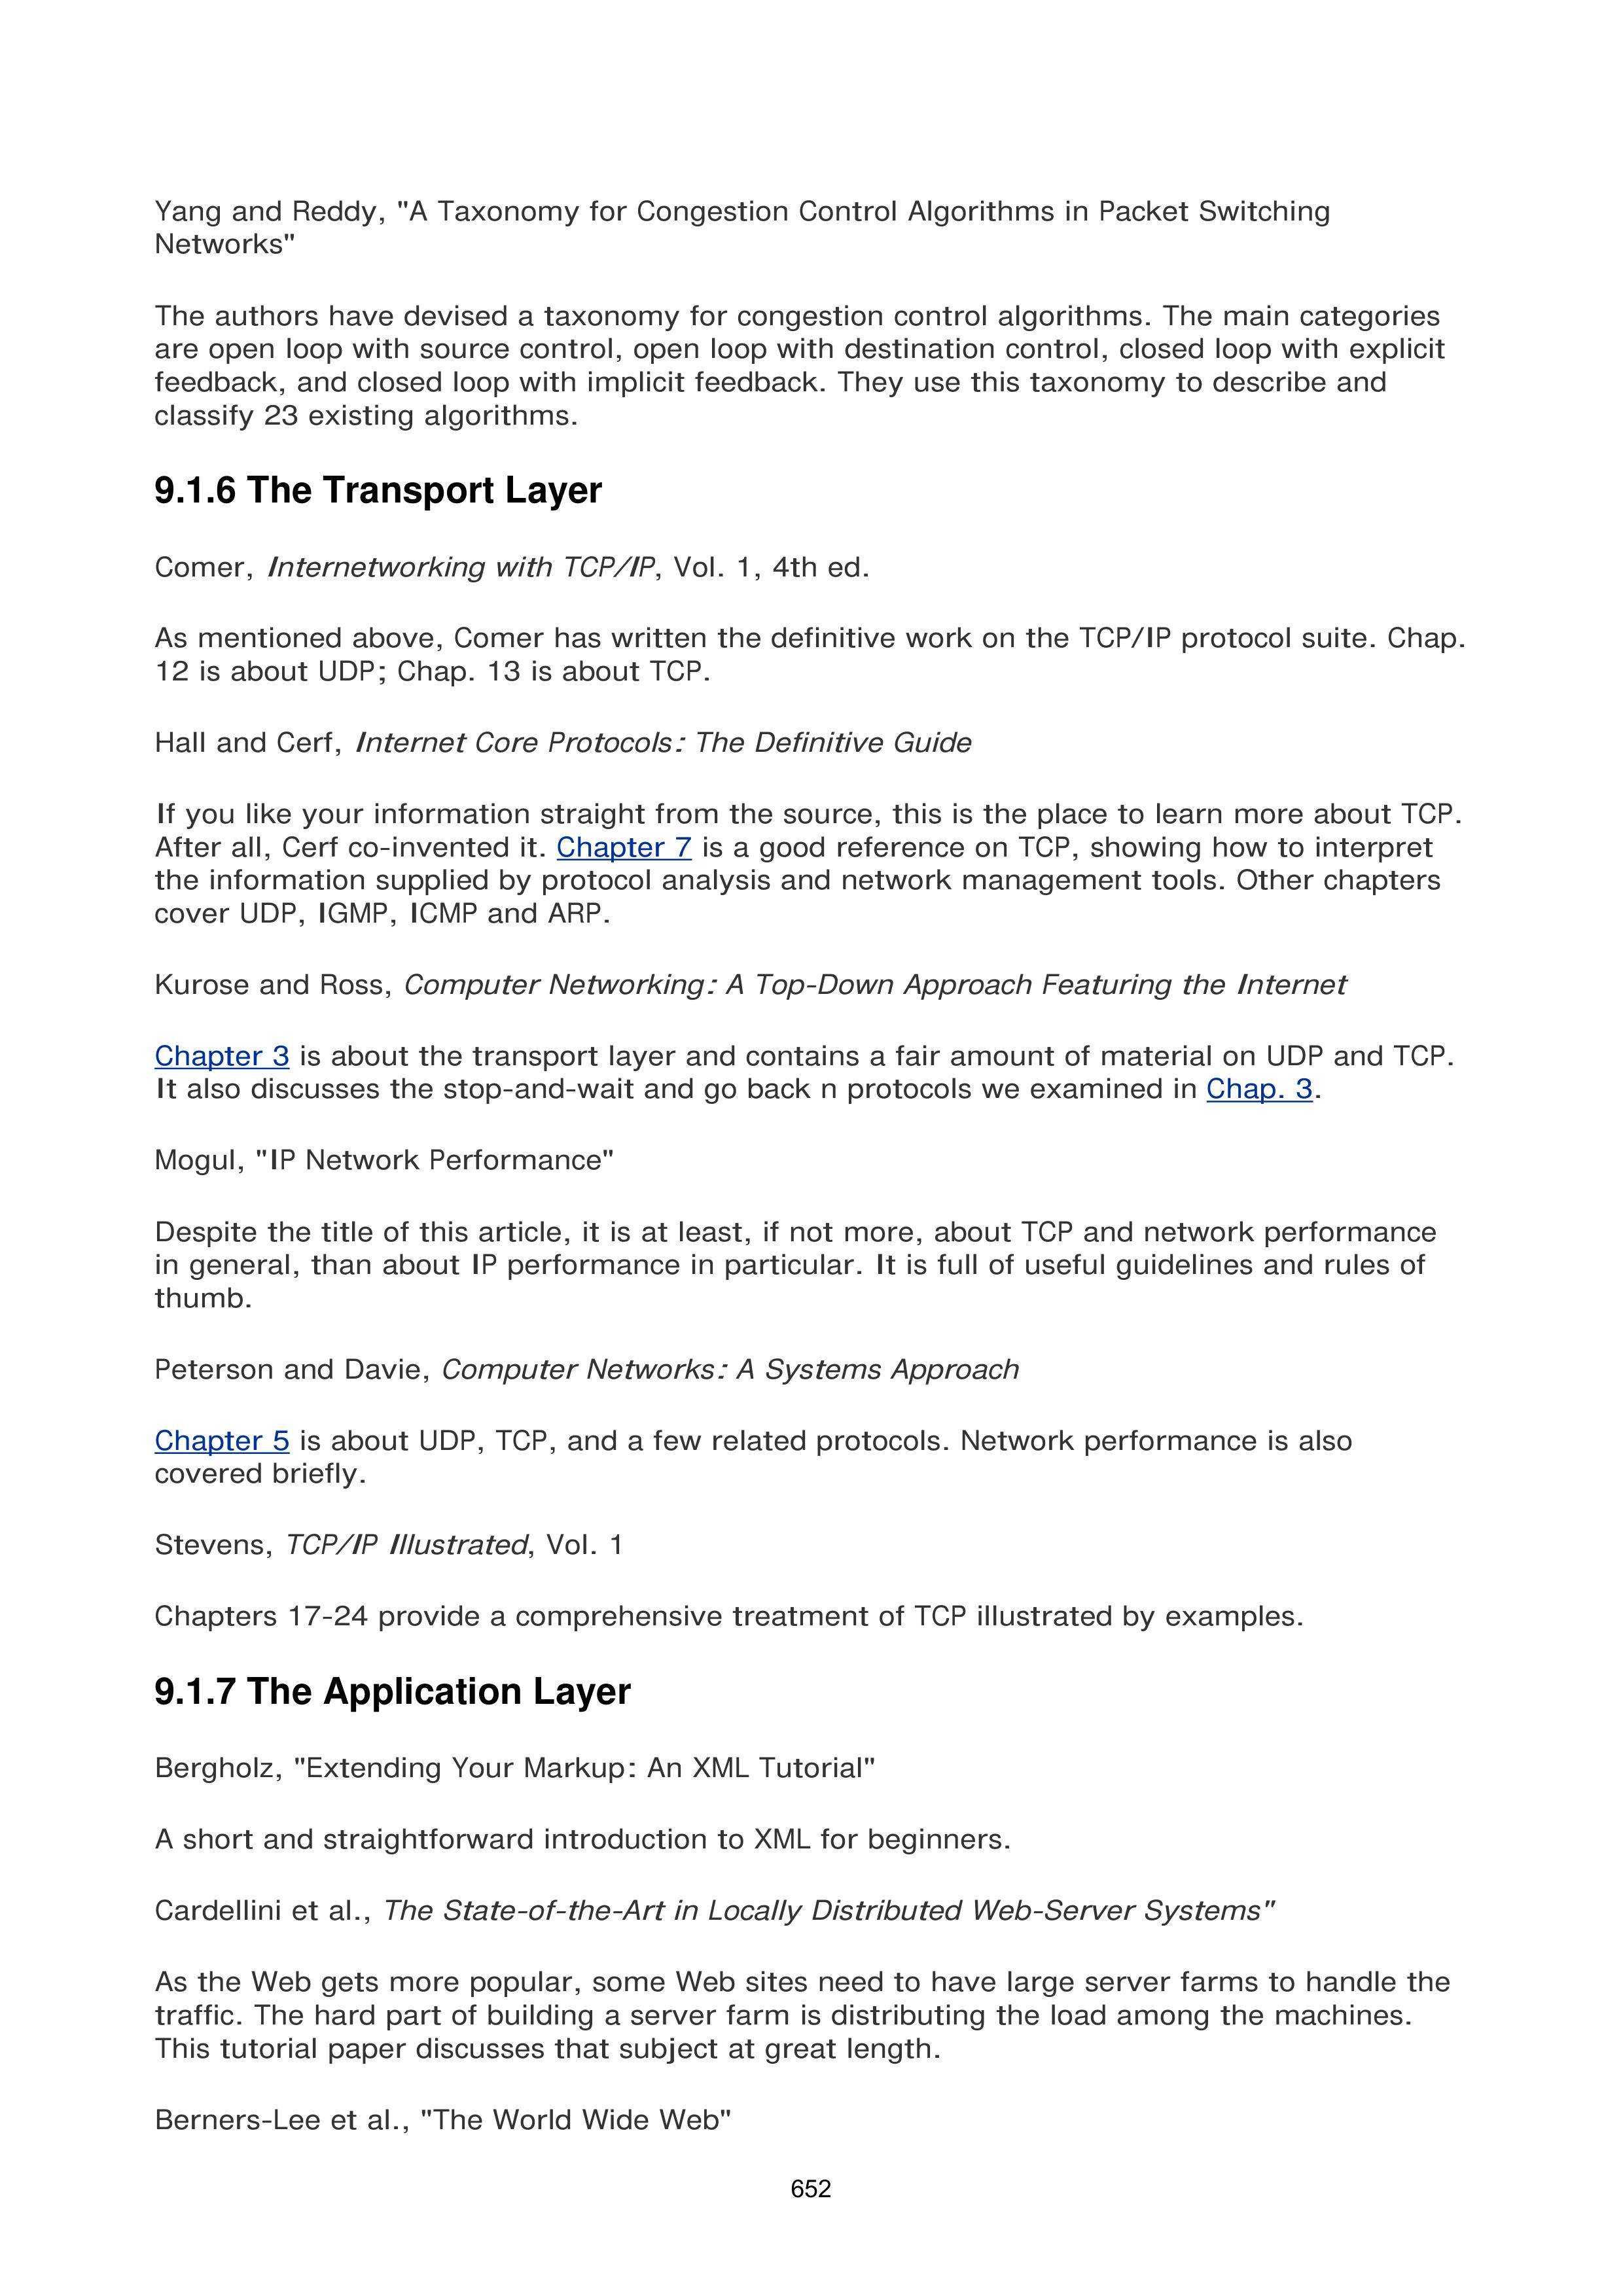 Yang and Reddy, "A Taxonomy for Congestion Control Algorithms in Packet Switching
Networks"
The authors have devised a taxonomy for congestion control algorithms. The main categories
are open loop with source control, open loop with destination control, closed loop with explicit
feedback, and closed loop with implicit feedback. They use this taxonomy to describe and
classify 23 existing algorithms.
9.1.6 The Transport Layer
Comer, Internetworking with TCP/IP, Vol. 1, 4th ed.
As mentioned above, Comer has written the definitive work on the TCP/IP protocol suite. Chap.
12 is about UDP; Chap. 13 is about TCP.
Hall and Cerf, Internet Core Protocols: The Definitive Guide
If you like your information straight from the source, this is the place to learn more about TCP.
After all, Cerf co-invented it. Chapter 7 is a good reference on TCP, showing how to interpret
the information supplied by protocol analysis and network management tools. Other chapters
cover UDP, IGMP, ICMP and ARP.
Kurose and Ross, Computer Networking: A Top-Down Approach Featuring the Internet
Chapter 3 is about the transport layer and contains a fair amount of material on UDP and TCP.
It also discusses the stop-and-wait and go back n protocols we examined in Chap. 3.
Mogul, "IP Network Performance"
Despite the title of this article, it is at least, if not more, about TCP and network performance
in general, than about IP performance in particular. It is full of useful guidelines and rules of
thumb.
Peterson and Davie, Computer Networks: A Systems Approach
Chapter 5 is about UDP, TCP, and a few related protocols. Network performance is also
covered briefly.
Stevens, TCP/IP Illustrated, Vol. 1
Chapters 17-24 provide a comprehensive treatment of TCP illustrated by examples.
9.1.7 The Application Layer
Bergholz, "Extending Your Markup: An XML Tutorial"
A short and straightforward introduction to XML for beginners.
Cardellini et al., The State-of-the-Art in Locally Distributed Web-Server Systems"
As the Web gets more popular, some Web sites need to have large server farms to handle the
traffic. The hard part of building a server farm is distributing the load among the machines.
This tutorial paper discusses that subject at great length.
Berners-Lee et al., "The World Wide Web"
652